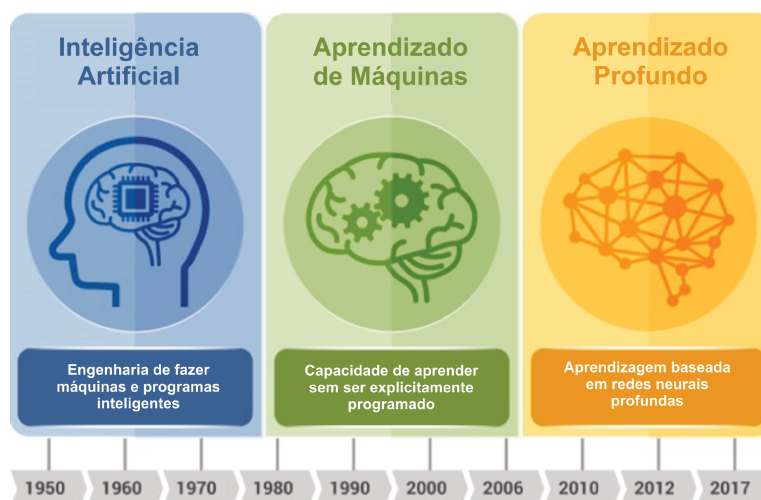 Inteligência
Artificial
Aprendizado
de Máquinas
Aprendizado
Profundo
Engenharia de fazer
máquinas e programas
inteligentes
Capacidade de aprender
sem ser explicitamente
programado
Aprendizagem baseada
em redes neurais
profundas
1950 1960 1970 1980 1990 2000 2006 2010 2012 2017